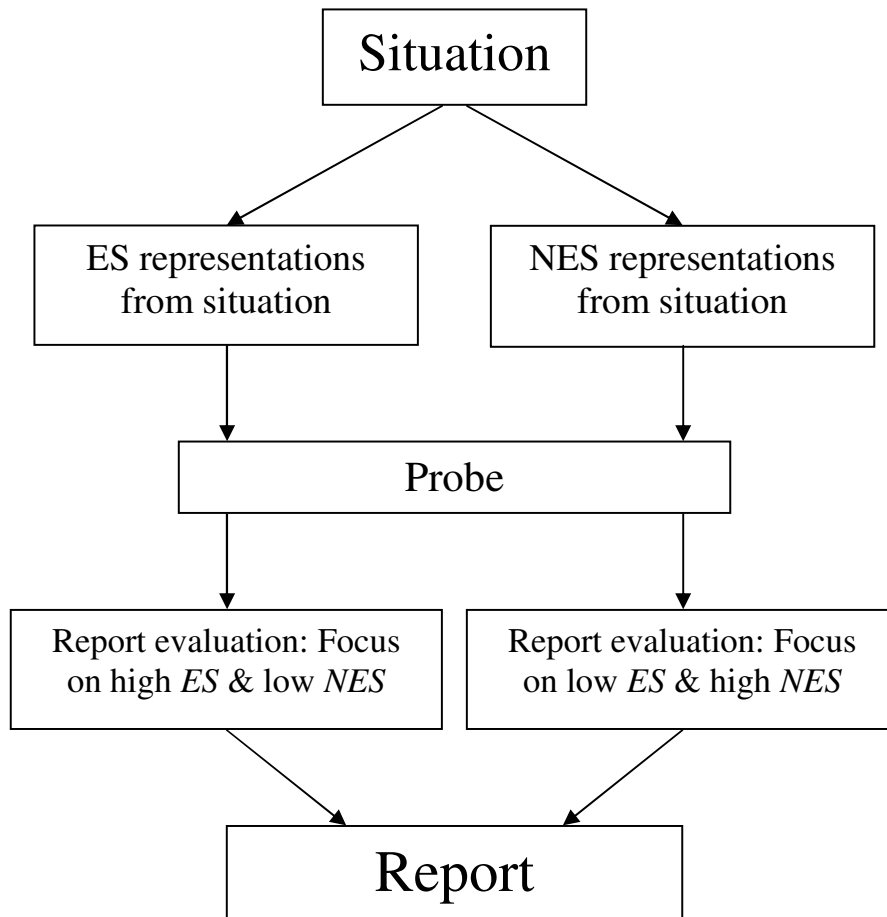 Situation
ES representations
from situation
NES representations
from situation
Probe
Report evaluation: Focus
on high ES & low NES
Report evaluation: Focus
on low ES & high NES
Report